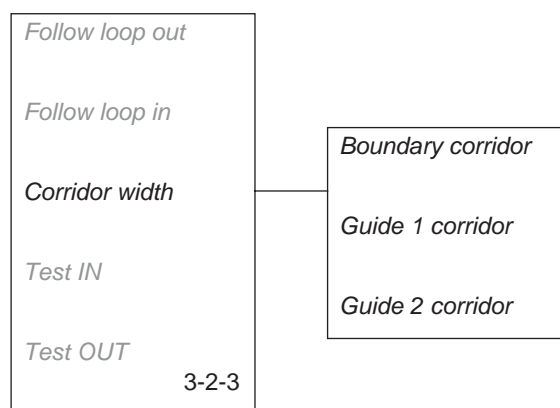 Follow loop out
Follow loop in
Corridor width
Test IN
Test OUT
3-2-3
Boundary corridor
Guide 1 corridor
Guide 2 corridor